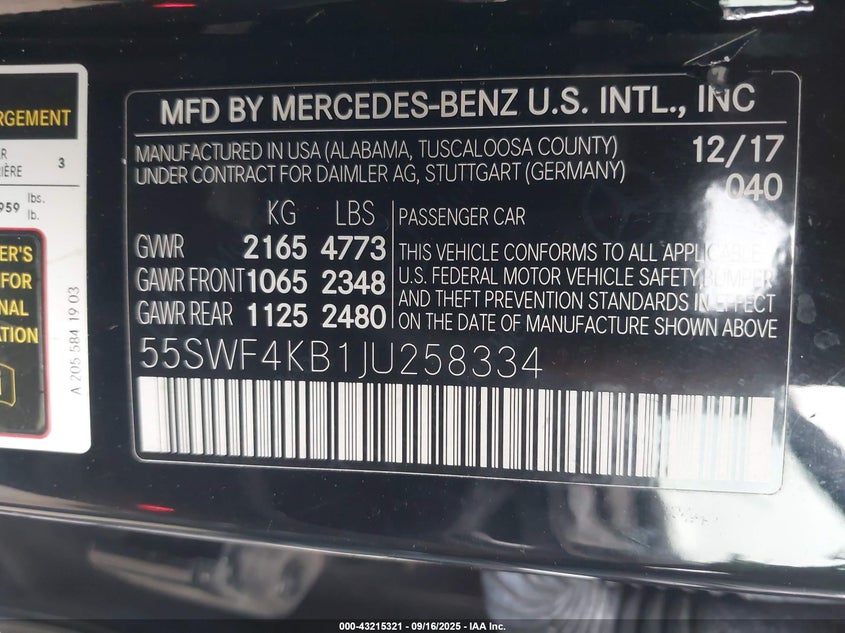 RGEMENT
3
IÈRE
959 lbs.
lb.
ER'S
FOR
NAL
ATION
A 205 584 19 03
MFD BY MERCEDES-BENZ U.S. INTL., INC
MANUFACTURED IN USA (ALABAMA, TUSCALOOSA COUNTY) 12/17
UNDER CONTRACT FOR DAIMLER AG, STUTTGART (GERMANY) 040
KG LBS
GVWR 2165 4773
GAWR FRONT 1065 2348
GAWR REAR 1125 2480
PASSENGER CAR
THIS VEHICLE CONFORMS TO ALL APPLICABLE
U.S. FEDERAL MOTOR VEHICLE SAFETY BUMPER
AND THEFT PREVENTION STANDARDS IN EFFECT
ON THE DATE OF MANUFACTURE SHOWN ABOVE
55SWF4KB1JU258334
000-43215321 - 09/16/2025 - IAA Inc.